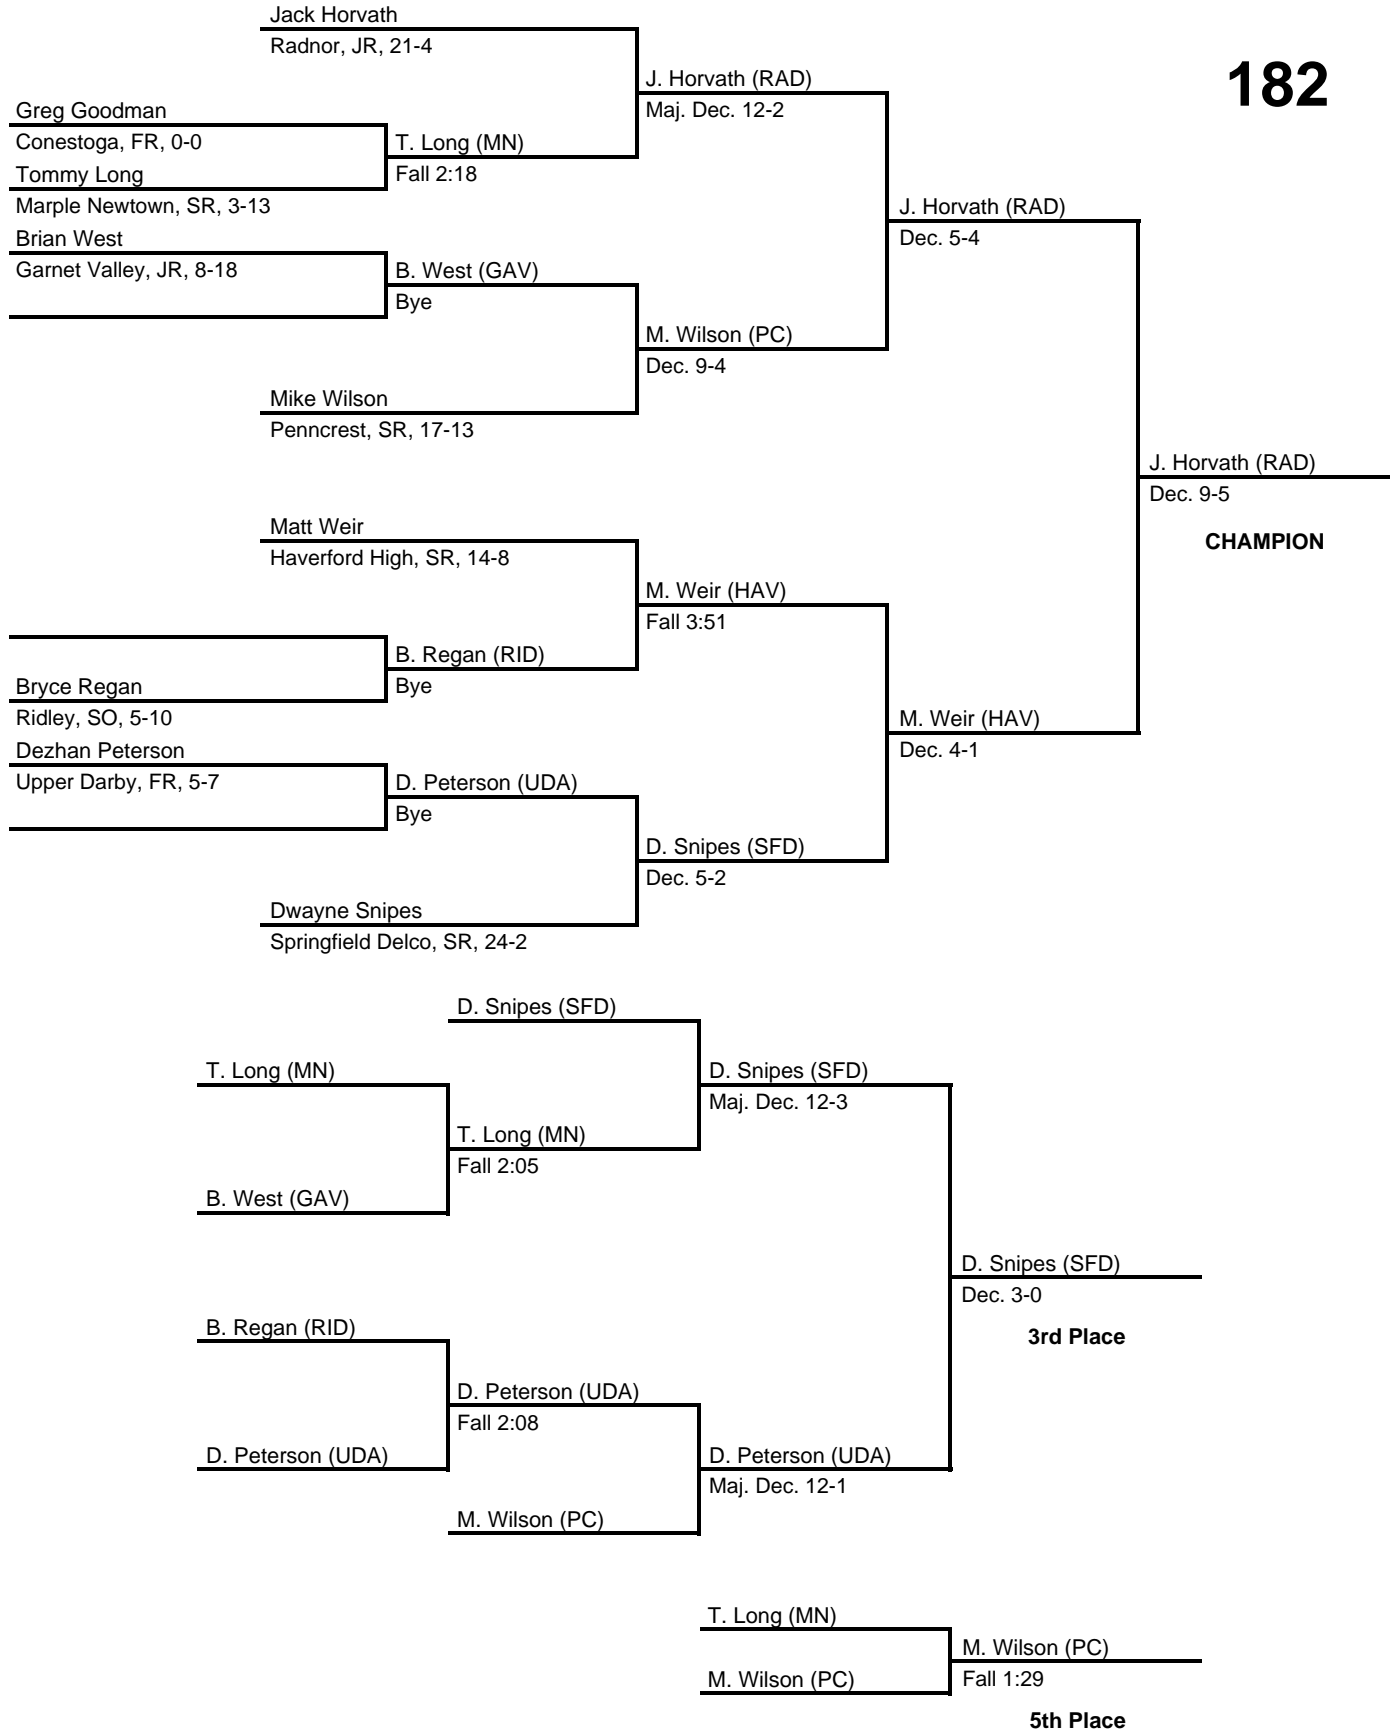 Jack Horvath
Radnor, JR, 21-4
182
J. Horvath (RAD)
Maj. Dec. 12-2
Greg Goodman
Conestoga, FR, 0-0
T. Long (MN)
Fall 2:18
Tommy Long
Marple Newtown, SR, 3-13
J. Horvath (RAD)
Dec. 5-4
Brian West
Garnet Valley, JR, 8-18
B. West (GAV)
Bye
M. Wilson (PC)
Dec. 9-4
Mike Wilson
Penncrest, SR, 17-13
J. Horvath (RAD)
Dec. 9-5
CHAMPION
Matt Weir
Haverford High, SR, 14-8
M. Weir (HAV)
Fall 3:51
B. Regan (RID)
Bye
Bryce Regan
Ridley, SO, 5-10
M. Weir (HAV)
Dec. 4-1
Dezhan Peterson
Upper Darby, FR, 5-7
D. Peterson (UDA)
Bye
D. Snipes (SFD)
Dec. 5-2
Dwayne Snipes
Springfield Delco, SR, 24-2
D. Snipes (SFD)
T. Long (MN)
D. Snipes (SFD)
Maj. Dec. 12-3
T. Long (MN)
Fall 2:05
B. West (GAV)
D. Snipes (SFD)
Dec. 3-0
3rd Place
B. Regan (RID)
D. Peterson (UDA)
Fall 2:08
D. Peterson (UDA)
D. Peterson (UDA)
Maj. Dec. 12-1
M. Wilson (PC)
T. Long (MN)
M. Wilson (PC)
Fall 1:29
M. Wilson (PC)
5th Place